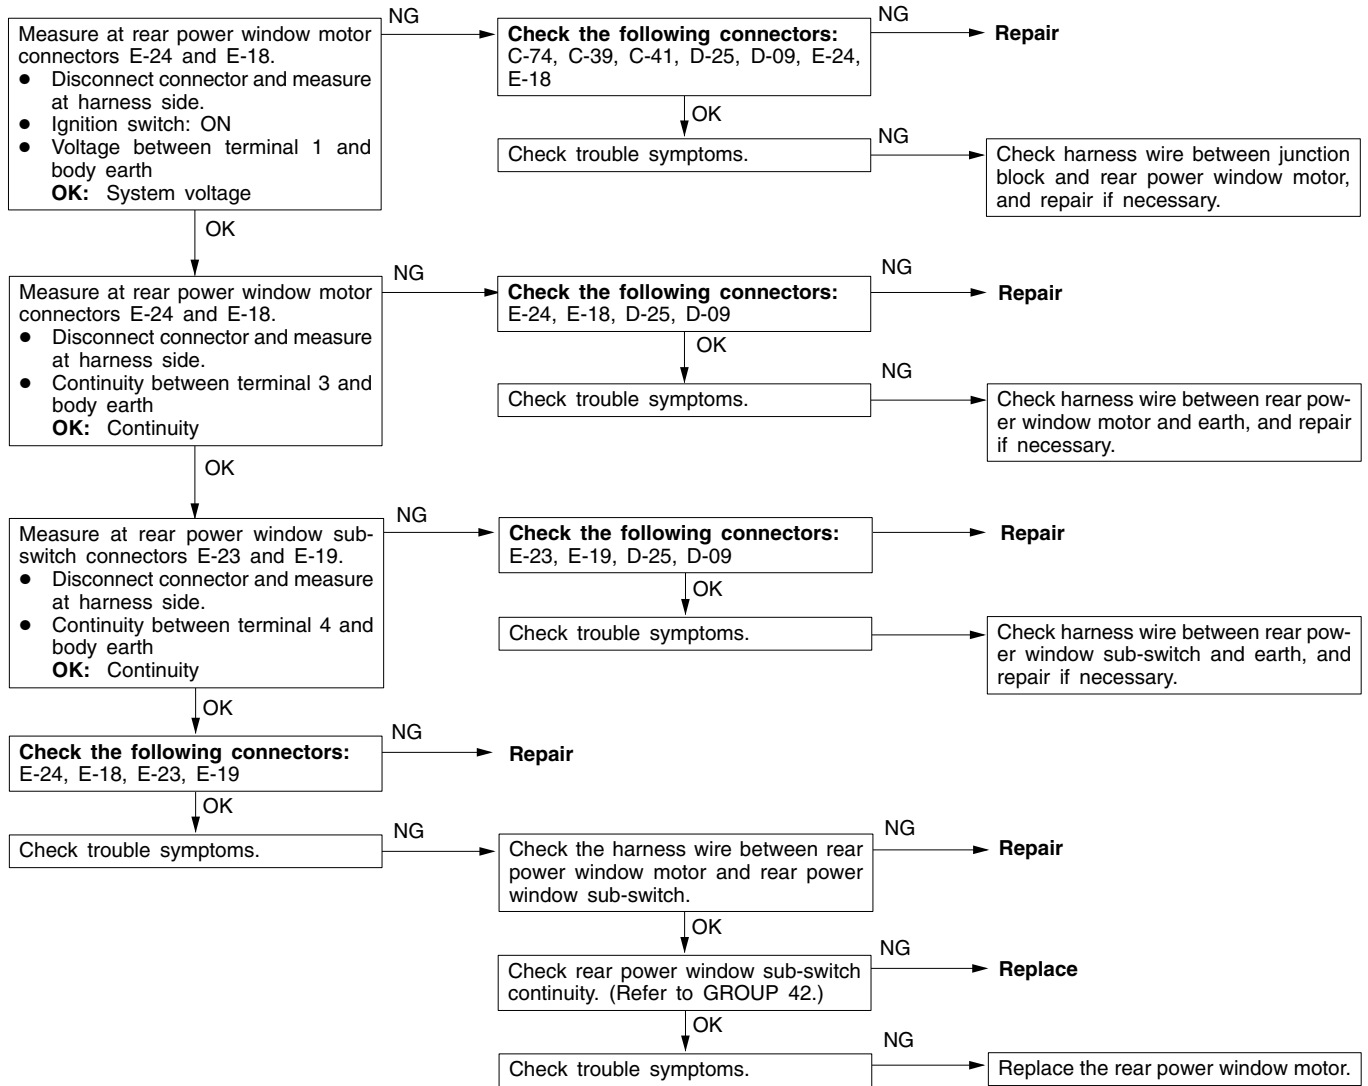 Measure at rear power window motor
connectors E-24 and E-18.
● Disconnect connector and measure
at harness side.
● Ignition switch: ON
● Voltage between terminal 1 and
body earth
OK: System voltage
NG
Check the following connectors:
C-74, C-39, C-41, D-25, D-09, E-24,
E-18
NG
Repair
OK
Check trouble symptoms.
NG
Check harness wire between junction
block and rear power window motor,
and repair if necessary.
OK
Measure at rear power window motor
connectors E-24 and E-18.
● Disconnect connector and measure
at harness side.
● Continuity between terminal 3 and
body earth
OK: Continuity
NG
Check the following connectors:
E-24, E-18, D-25, D-09
NG
Repair
OK
Check trouble symptoms.
NG
Check harness wire between rear pow-
er window motor and earth, and repair
if necessary.
OK
Measure at rear power window sub-
switch connectors E-23 and E-19.
● Disconnect connector and measure
at harness side.
● Continuity between terminal 4 and
body earth
OK: Continuity
NG
Check the following connectors:
E-23, E-19, D-25, D-09
Repair
OK
Check trouble symptoms.
Check harness wire between rear pow-
er window sub-switch and earth, and
repair if necessary.
OK
Check the following connectors:
E-24, E-18, E-23, E-19
NG
Repair
OK
Check trouble symptoms.
NG
Check the harness wire between rear
power window motor and rear power
window sub-switch.
NG
Repair
OK
Check rear power window sub-switch
continuity. (Refer to GROUP 42.)
NG
Replace
OK
Check trouble symptoms.
NG
Replace the rear power window motor.